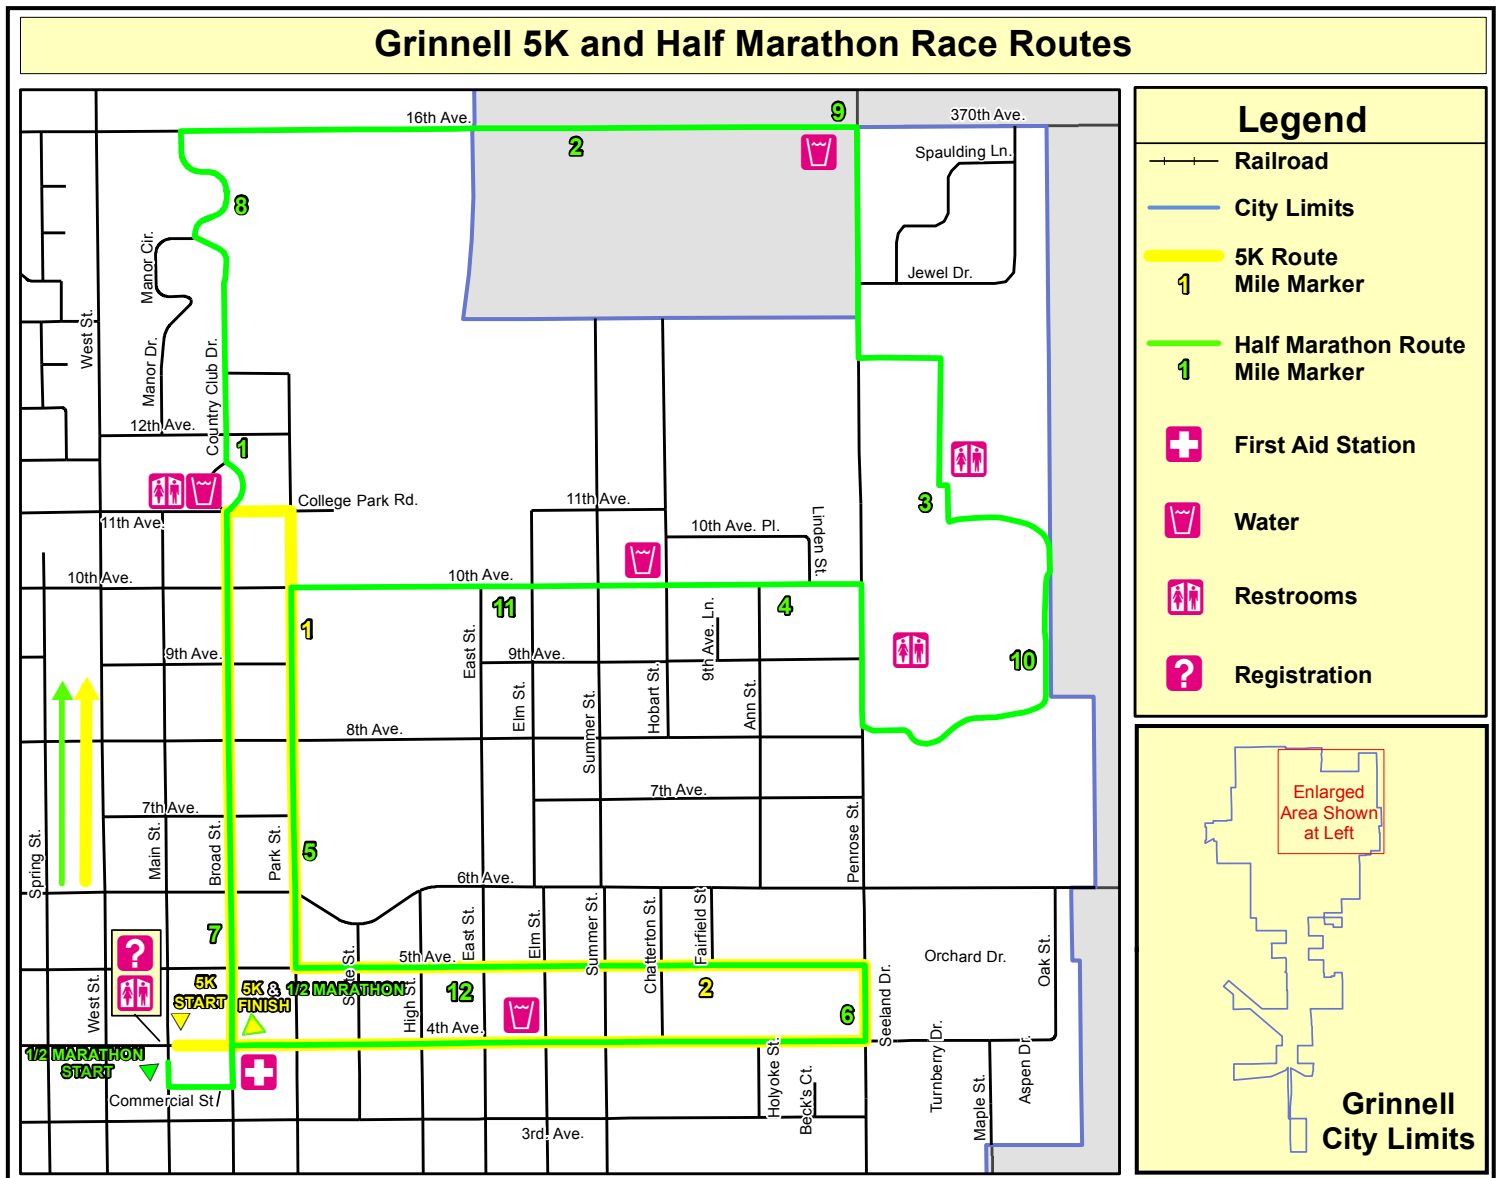 Grinnell 5K and Half Marathon Race Routes
16th Ave.
9
370th Ave.
2
Spaulding Ln.
8
Manor Cir.
Jewel Dr.
West St.
Manor Dr.
Country Club Dr.
12th Ave.
1
College Park Rd.
11th Ave.
11th Ave.
3
10th Ave. Pl.
Linden St.
10th Ave.
10th Ave.
11
4
1
9th Ave.
East St.
9th Ave.
9th Ave. Ln.
10
Elm St.
Summer St.
Hobart St.
Ann St.
8th Ave.
7th Ave.
7th Ave.
Spring St.
Main St.
Broad St.
Park St.
5
Penrose St.
6th Ave.
7
East St.
Elm St.
Summer St.
Chatterton St.
Fairfield St.
5th Ave.
Orchard Dr.
Oak St.
West St.
5K
START
5K & 1/2 MARATHON
FINISH
High St.
12
2
6
4th Ave.
Seeland Dr.
1/2 MARATHON
START
Commercial St
Holyoke St.
Beck's Ct.
Turnberry Dr.
Maple St.
Aspen Dr.
3rd. Ave.
Legend
Railroad
City Limits
5K Route
1 Mile Marker
Half Marathon Route
1 Mile Marker
First Aid Station
Water
Restrooms
? Registration
Enlarged
Area Shown
at Left
Grinnell
City Limits